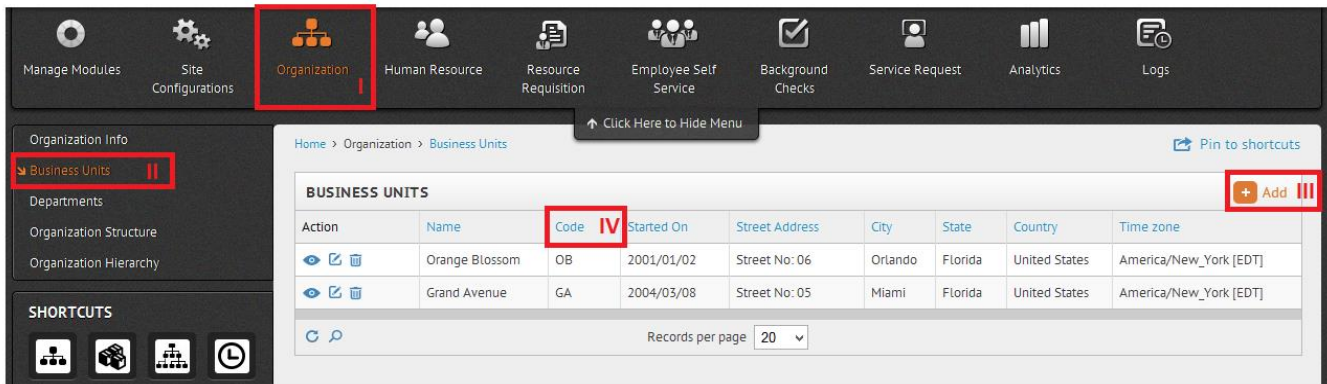 Manage Modules
Site Configurations
Organization I
Human Resource
Resource Requisition
Employee Self Service
Background Checks
Service Request
Analytics
Logs
↑ Click Here to Hide Menu
Organization Info
Business Units II
Departments
Organization Structure
Organization Hierarchy
SHORTCUTS
Home > Organization > Business Units
Pin to shortcuts
BUSINESS UNITS
+ Add III
Action Name Code IV Started On Street Address City State Country Time zone
Orange Blossom OB 2001/01/02 Street No: 06 Orlando Florida United States America/New_York [EDT]
Grand Avenue GA 2004/03/08 Street No: 05 Miami Florida United States America/New_York [EDT]
Records per page 20